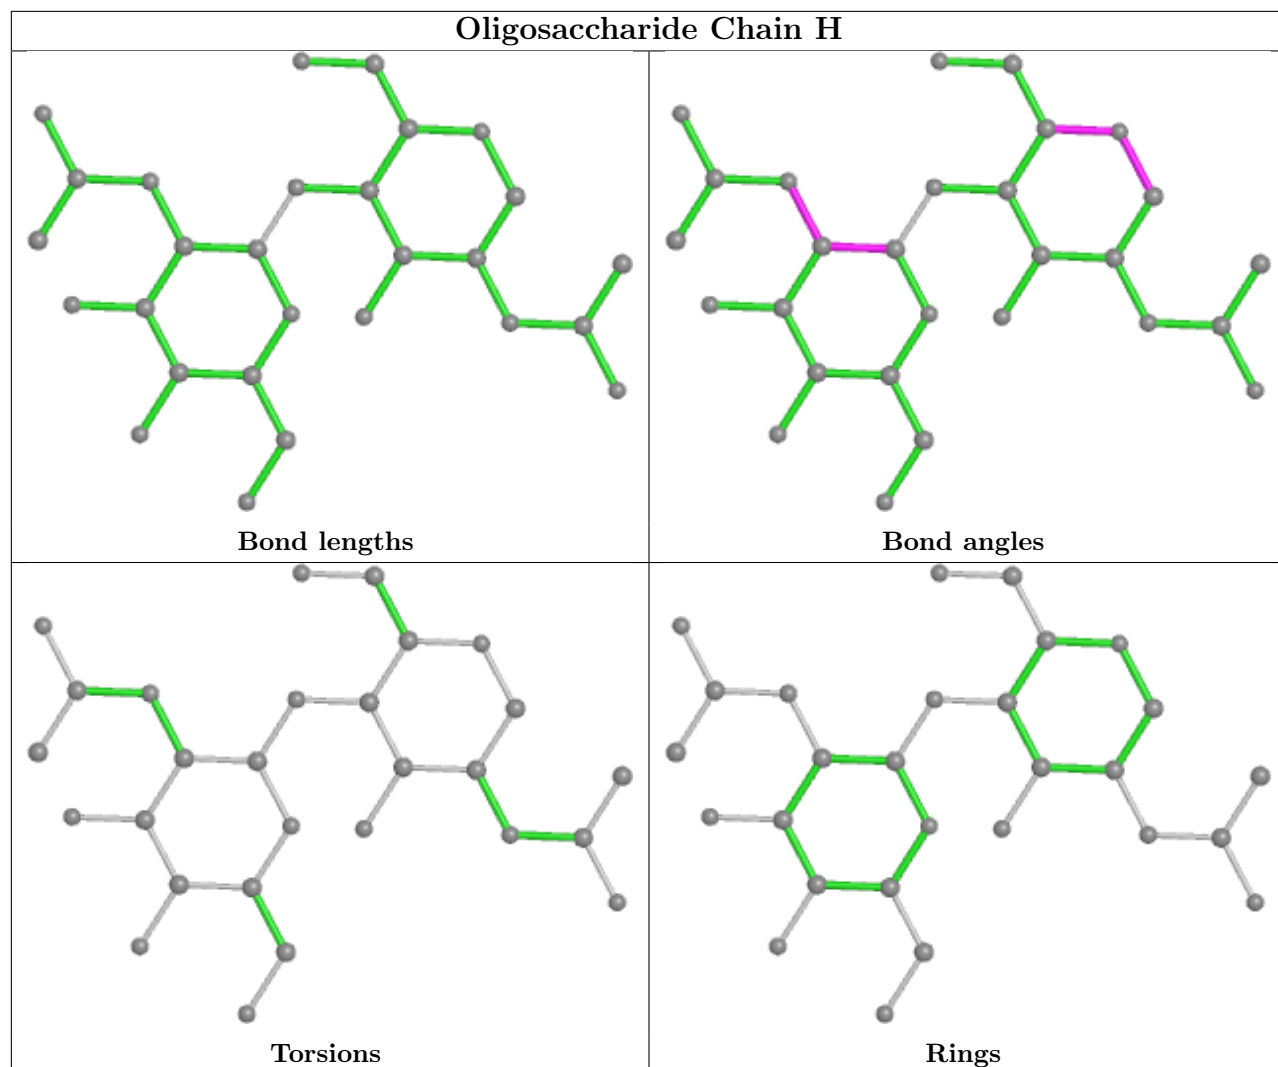 Oligosaccharide Chain H
Bond lengths
Bond angles
Torsions
Rings